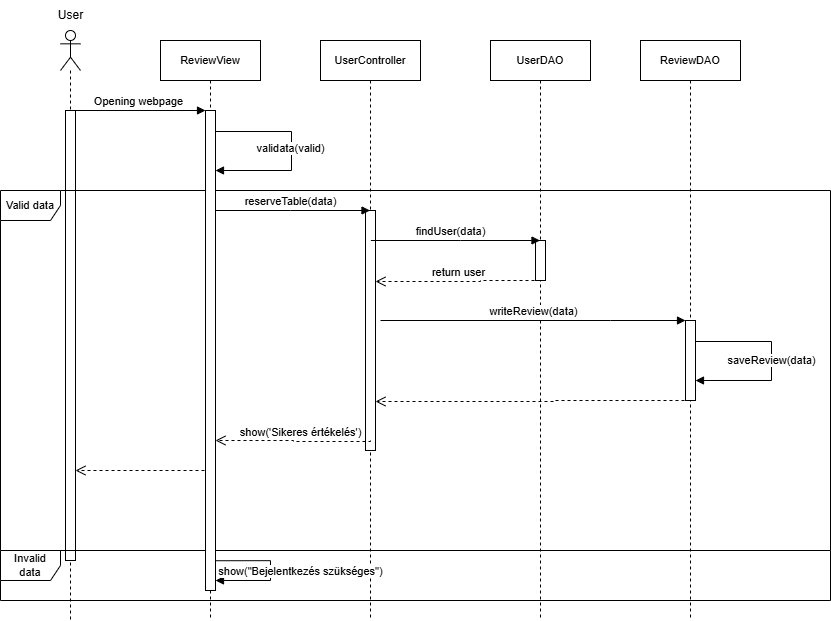 User
ReviewView
UserController
UserDAO
ReviewDAO
Opening webpage
validata(valid)
Valid data
reserveTable(data)
findUser(data)
return user
writeReview(data)
saveReview(data)
show('Sikeres értékelés')
Invalid
data
show("Bejelentkezés szükséges")